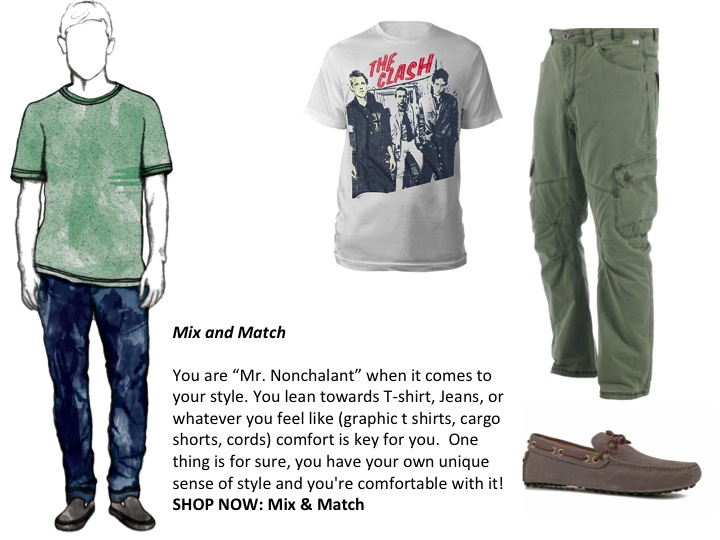 THE
CLASH
Mix and Match
You are “Mr. Nonchalant” when it comes to
your style. You lean towards T-shirt, Jeans, or
whatever you feel like (graphic t shirts, cargo
shorts, cords) comfort is key for you.  One
thing is for sure, you have your own unique
sense of style and you're comfortable with it!
SHOP NOW: Mix & Match